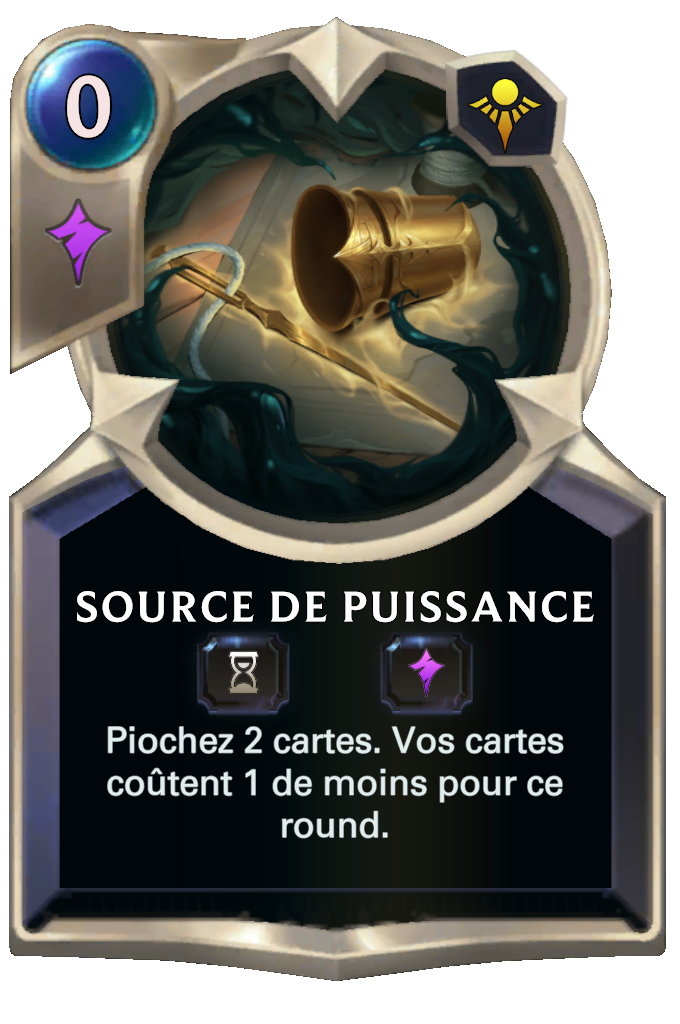 0
SOURCE DE PUISSANCE
Piochez 2 cartes. Vos cartes
coûtent 1 de moins pour ce
round.